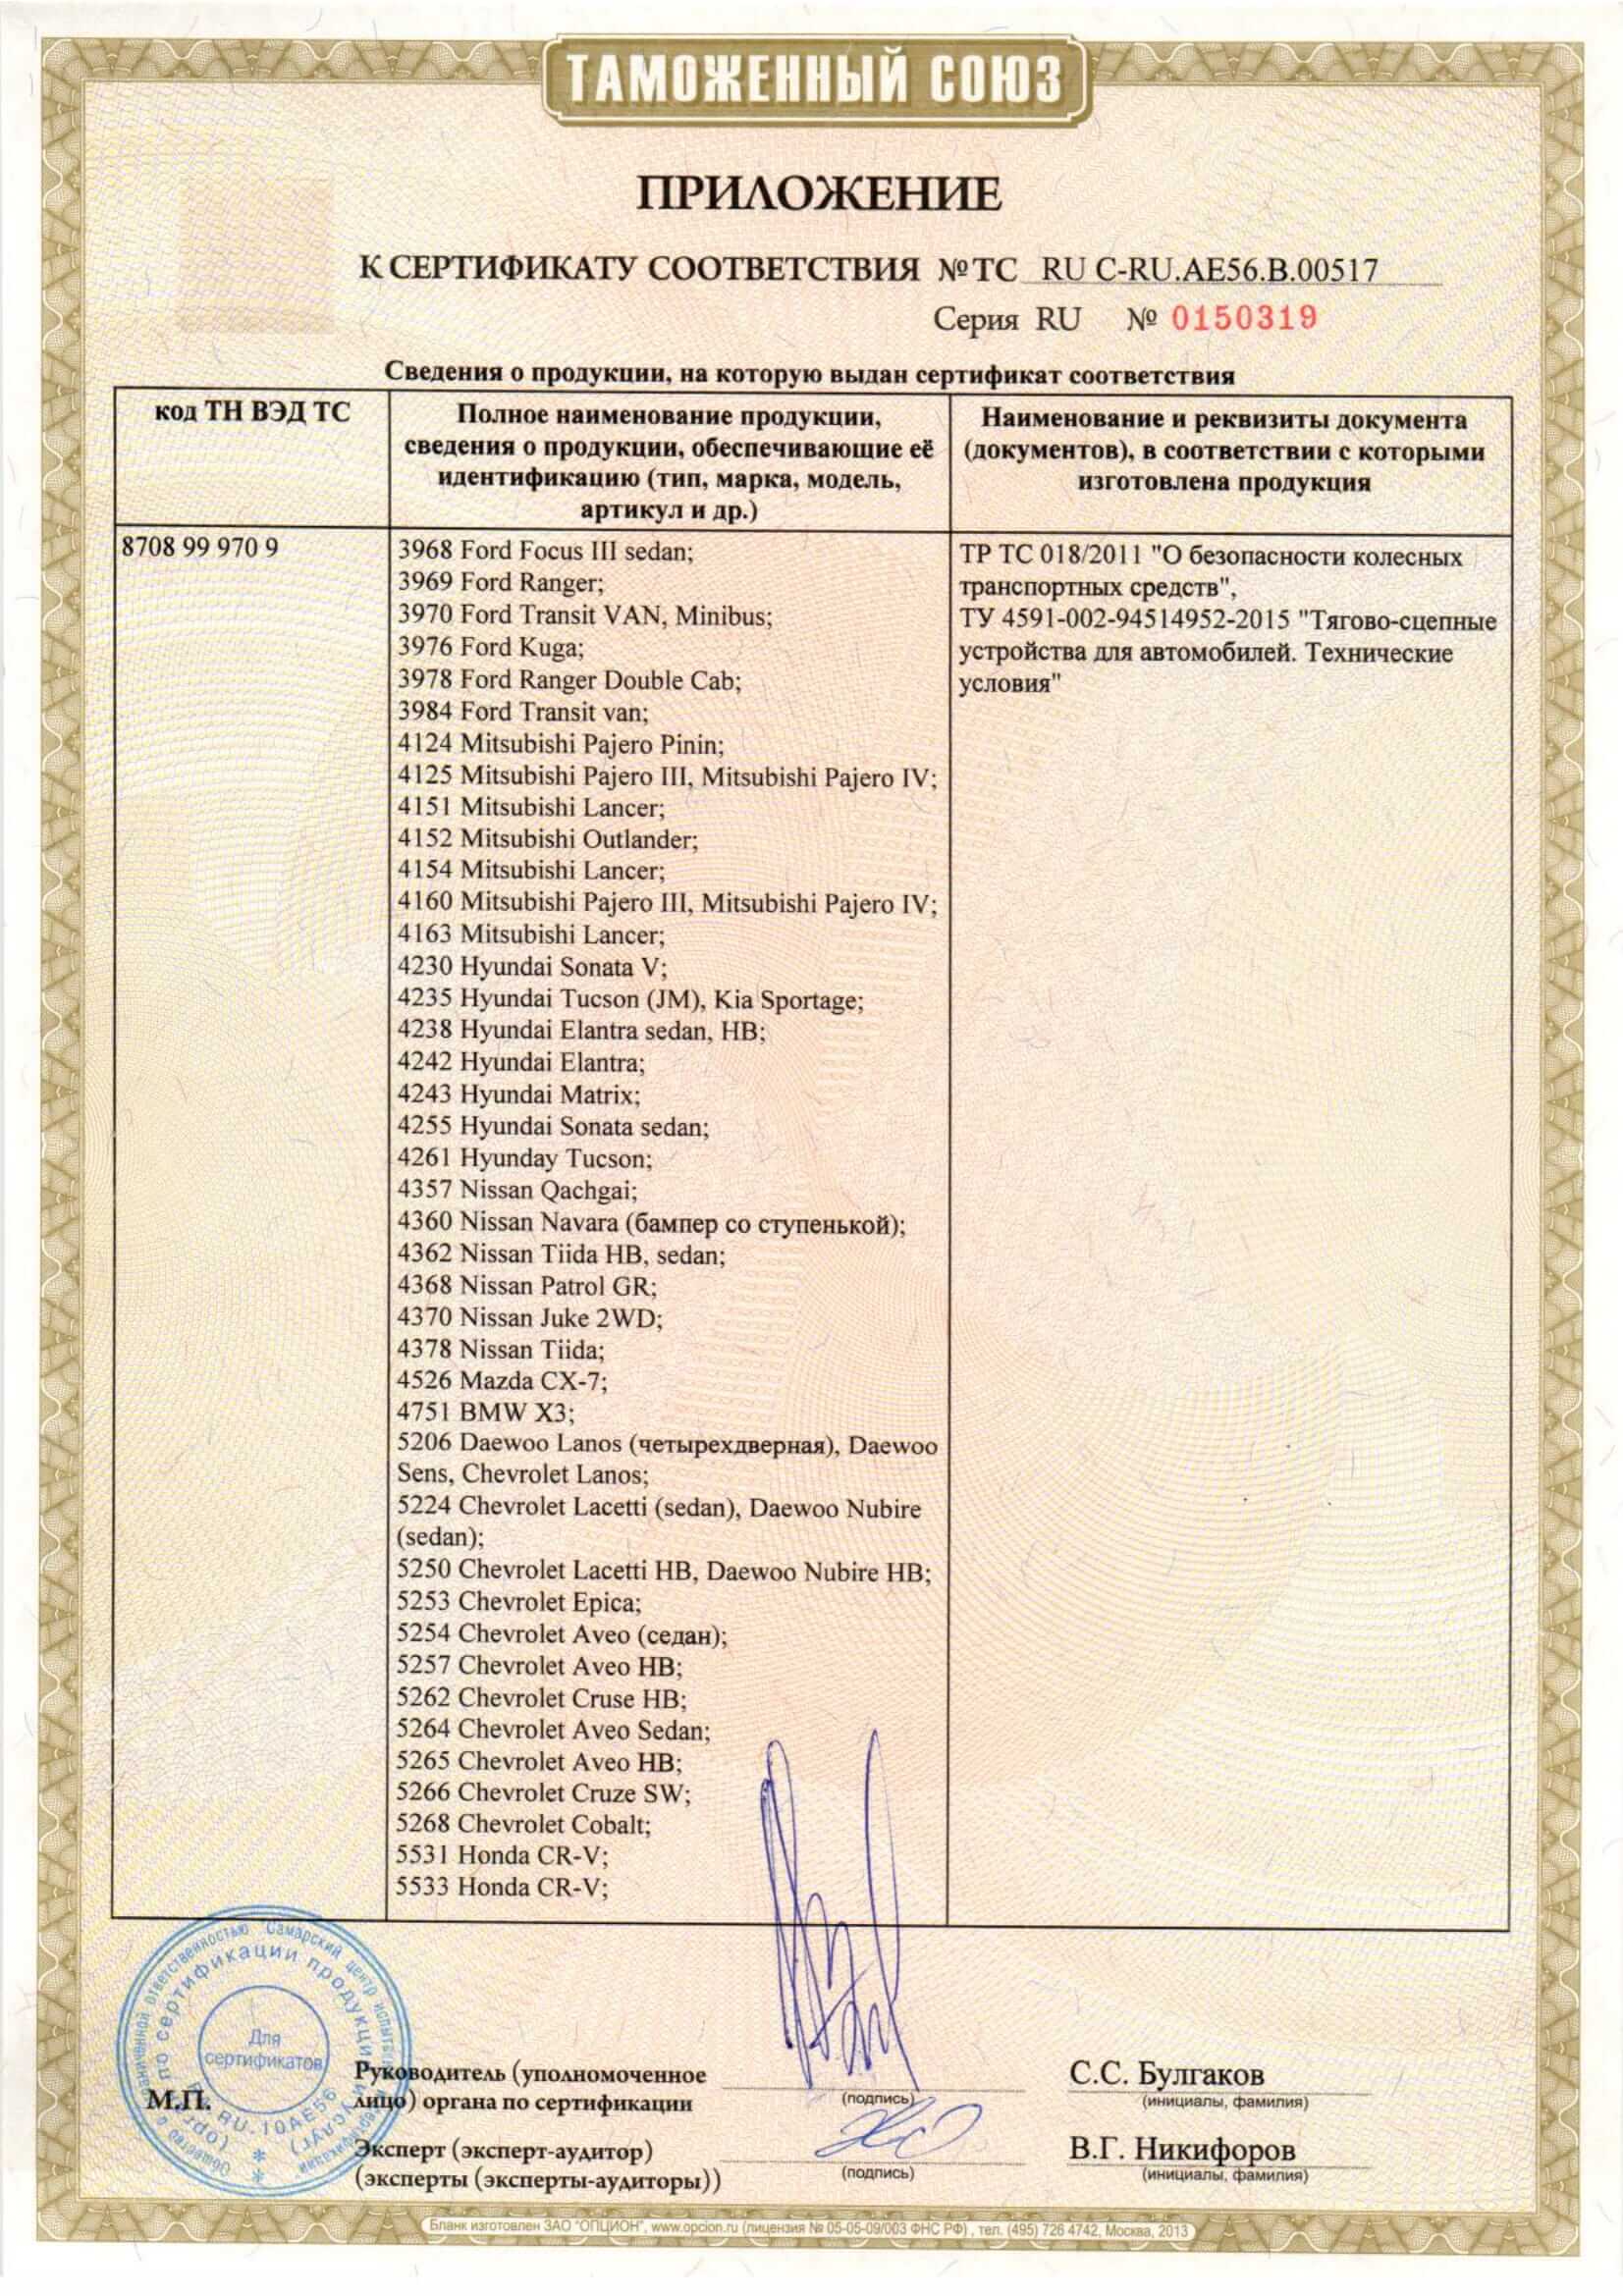 ТАМОЖЕННЫЙ СОЮЗ
ПРИЛОЖЕНИЕ
К СЕРТИФИКАТУ СООТВЕТСТВИЯ №ТС RU C-RU.АЕ56.В.00517
Серия RU № 0150319
Сведения о продукции, на которую выдан сертификат соответствия
код ТН ВЭД ТС
Полное наименование продукции,
сведения о продукции, обеспечивающие её
идентификацию (тип, марка, модель,
артикул и др.)
Наименование и реквизиты документа
(документов), в соответствии с которыми
изготовлена продукция
8708 99 970 9
3968 Ford Focus III sedan;
3969 Ford Ranger;
3970 Ford Transit VAN, Minibus;
3976 Ford Kuga;
3978 Ford Ranger Double Cab;
3984 Ford Transit van;
4124 Mitsubishi Pajero Pinin;
4125 Mitsubishi Pajero III, Mitsubishi Pajero IV;
4151 Mitsubishi Lancer;
4152 Mitsubishi Outlander;
4154 Mitsubishi Lancer;
4160 Mitsubishi Pajero III, Mitsubishi Pajero IV;
4163 Mitsubishi Lancer;
4230 Hyundai Sonata V;
4235 Hyundai Tucson (JM), Kia Sportage;
4238 Hyundai Elantra sedan, HB;
4242 Hyundai Elantra;
4243 Hyundai Matrix;
4255 Hyundai Sonata sedan;
4261 Hyunday Tucson;
4357 Nissan Qachgai;
4360 Nissan Navara (бампер со ступенькой);
4362 Nissan Tiida HB, sedan;
4368 Nissan Patrol GR;
4370 Nissan Juke 2WD;
4378 Nissan Tiida;
4526 Mazda CX-7;
4751 BMW X3;
5206 Daewoo Lanos (четырехдверная), Daewoo
Sens, Chevrolet Lanos;
5224 Chevrolet Lacetti (sedan), Daewoo Nubire
(sedan);
5250 Chevrolet Lacetti HB, Daewoo Nubire HB;
5253 Chevrolet Epica;
5254 Chevrolet Aveo (седан);
5257 Chevrolet Aveo HB;
5262 Chevrolet Cruse HB;
5264 Chevrolet Aveo Sedan;
5265 Chevrolet Aveo HB;
5266 Chevrolet Cruze SW;
5268 Chevrolet Cobalt;
5531 Honda CR-V;
5533 Honda CR-V;
ТР ТС 018/2011 "О безопасности колесных
транспортных средств",
ТУ 4591-002-94514952-2015 "Тягово-сцепные
устройства для автомобилей. Технические
условия"
по сертификации продукции
Для
сертификатов
М.П.
Руководитель (уполномоченное
лицо) органа по сертификации
(подпись)
С.С. Булгаков
(инициалы, фамилия)
Эксперт (эксперт-аудитор)
(эксперты (эксперты-аудиторы))
(подпись)
В.Г. Никифоров
(инициалы, фамилия)
Бланк изготовлен ЗАО "ОПЦИОН", www.opcion.ru (лицензия № 05-05-09/003 ФНС РФ), тел. (495) 726 4742, Москва, 2013